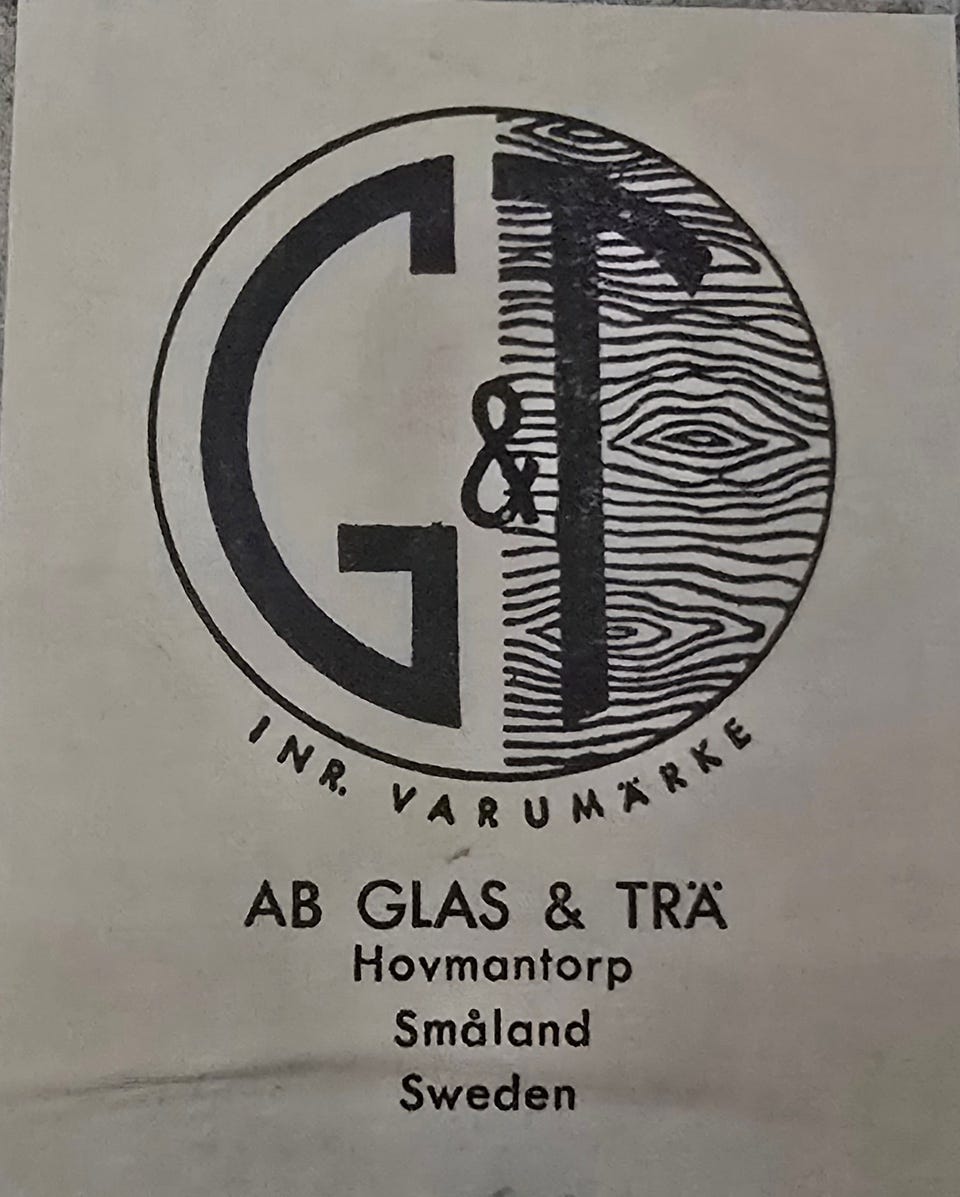 G & T
INR. VARUMÄRKE
AB GLAS & TRÄ
Hovmantorp
Småland
Sweden